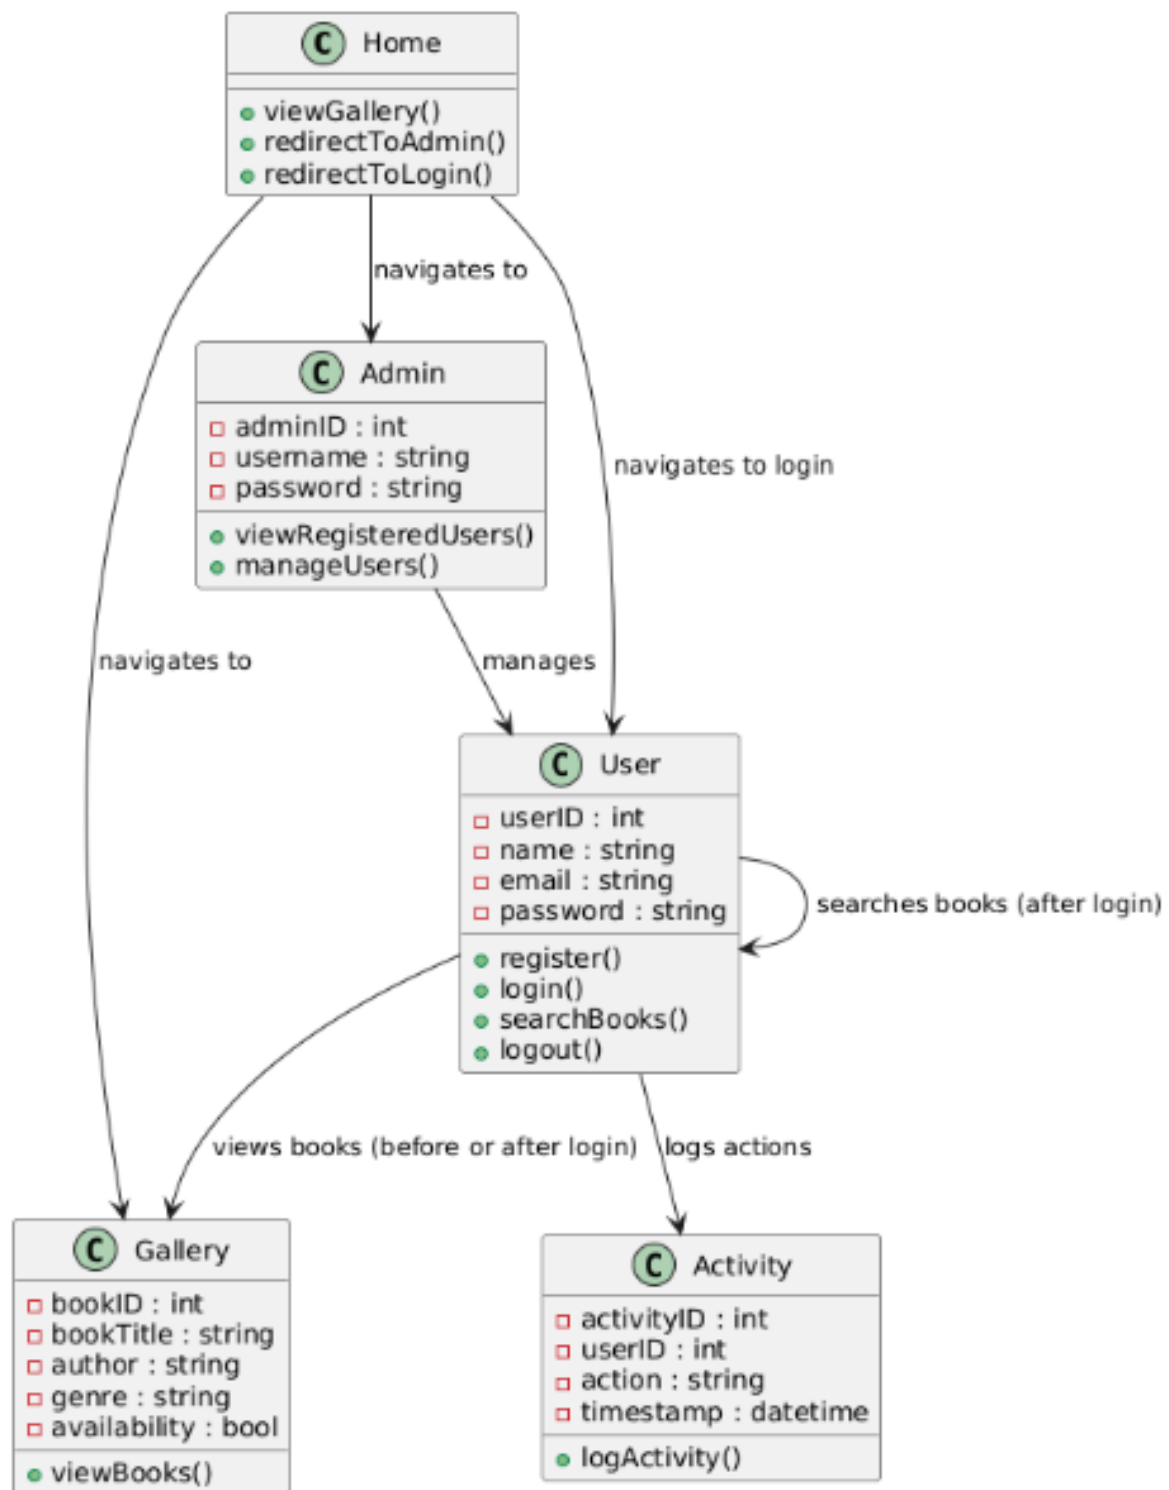 C Home
viewGallery()
redirectToAdmin()
redirectToLogin()
navigates to
C Admin
adminID : int
username : string
password : string
viewRegisteredUsers()
manageUsers()
navigates to login
navigates to
manages
C User
userID : int
name : string
email : string
password : string
register()
login()
searchBooks()
logout()
searches books (after login)
views books (before or after login)
logs actions
C Gallery
bookID : int
bookTitle : string
author : string
genre : string
availability : bool
viewBooks()
C Activity
activityID : int
userID : int
action : string
timestamp : datetime
logActivity()